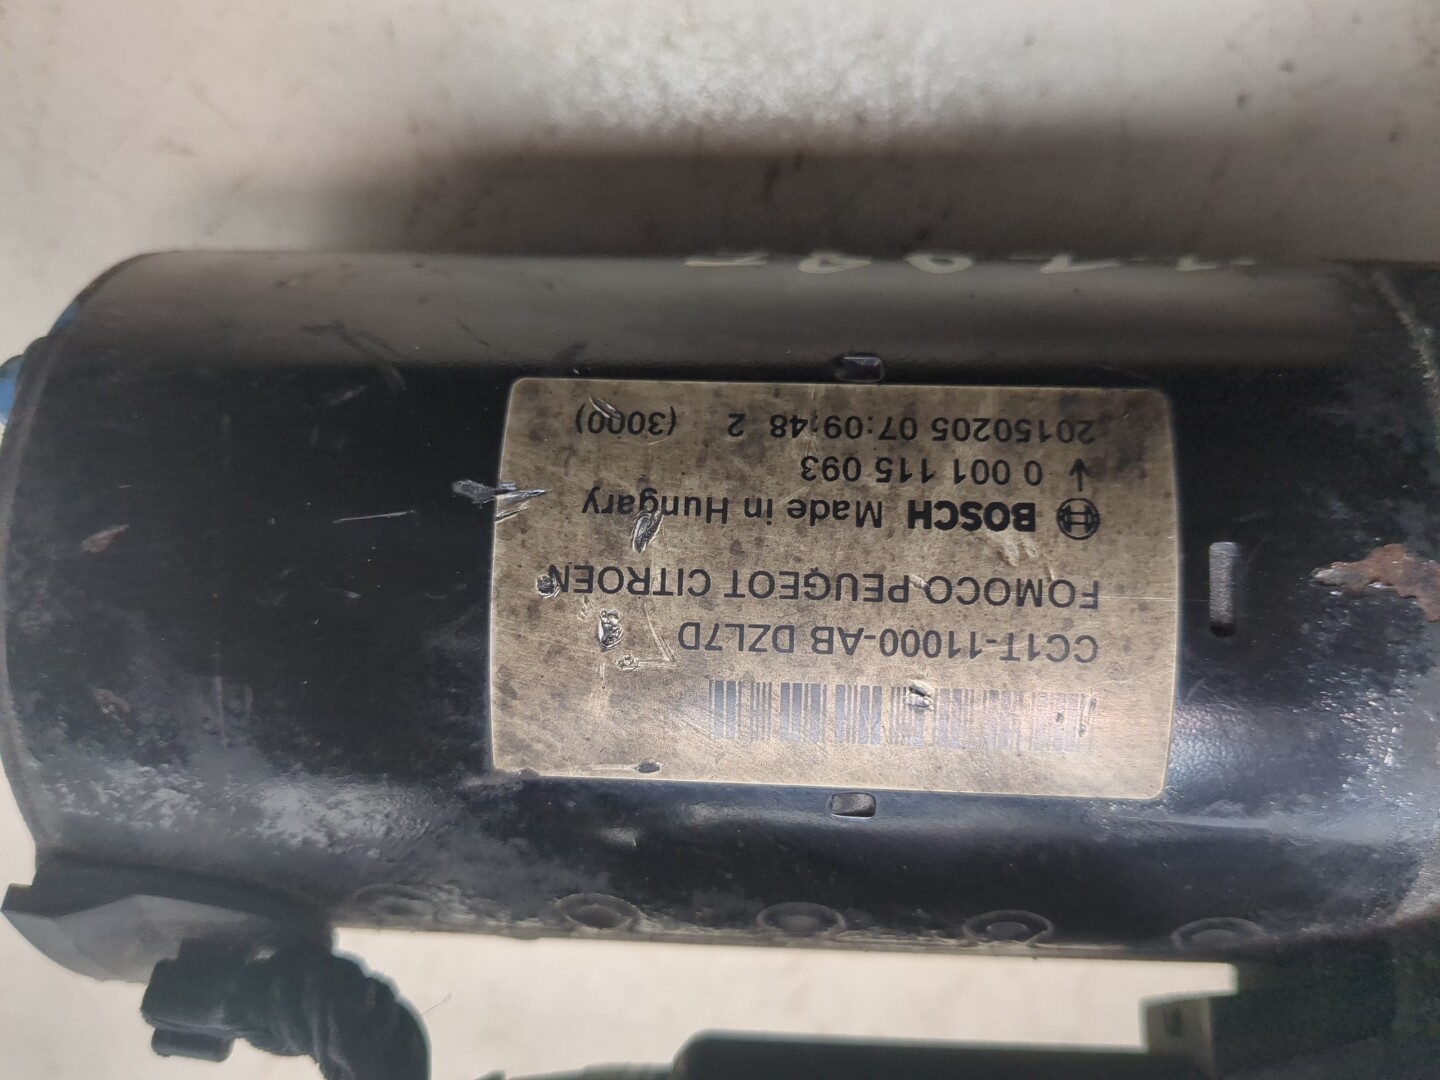 CC1T-11000-AB DZL7D
FOMOCO PEUGEOT CITROEN
BOSCH Made in Hungary
↓ 0 001 115 093
20150205 07:09:48 2 (3000)